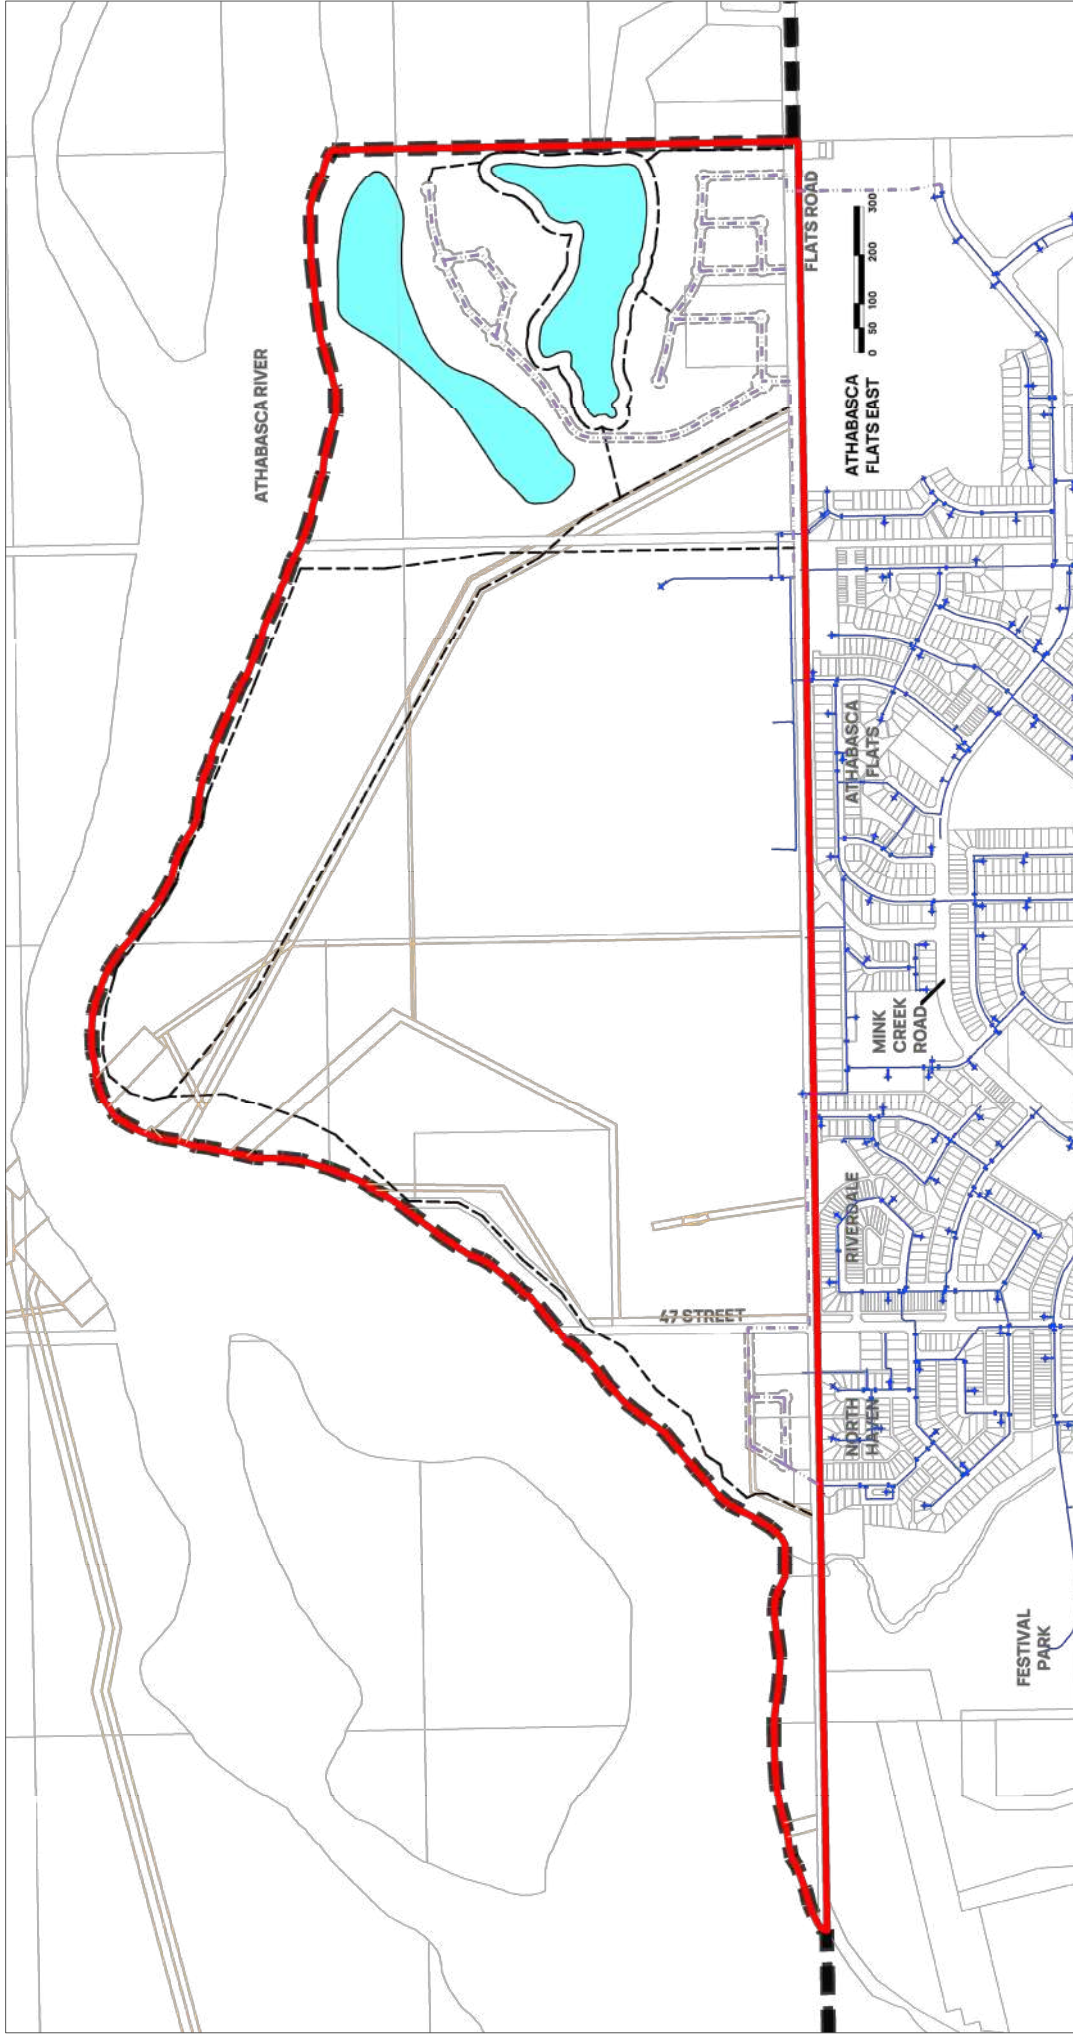 ATHABASCA RIVER
FLATS ROAD
0 50 100 200 300
ATHABASCA
FLATS EAST
ATHABASCA
FLATS
MINK
CREEK
ROAD
RIVERDALE
47 STREET
NORTH
HAVEN
FESTIVAL
PARK